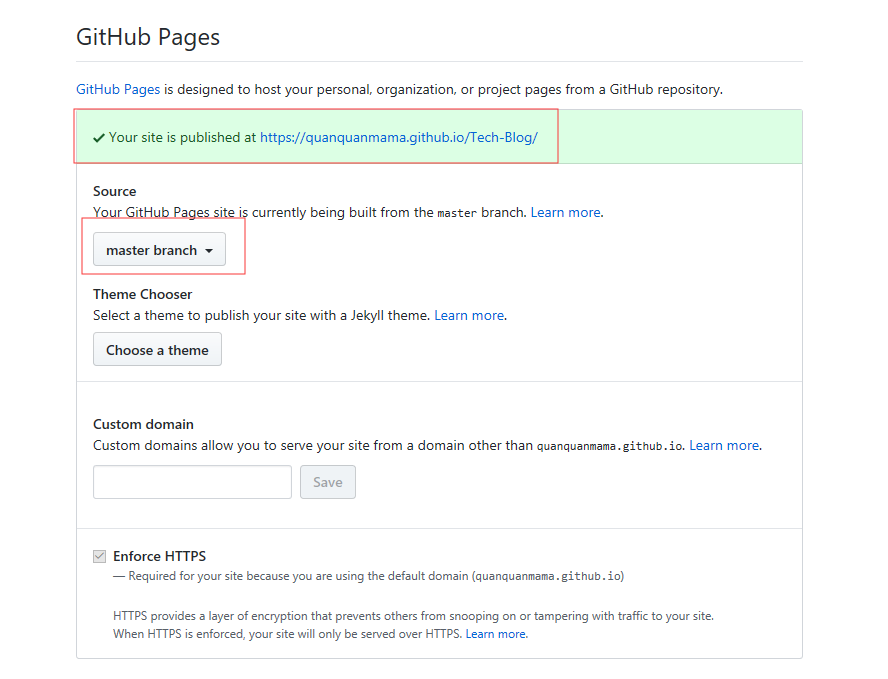 GitHub Pages
GitHub Pages is designed to host your personal, organization, or project pages from a GitHub repository.
Your site is published at https://quanquanmama.github.io/Tech-Blog/
Source
Your GitHub Pages site is currently being built from the master branch. Learn more.
master branch
Theme Chooser
Select a theme to publish your site with a Jekyll theme. Learn more.
Choose a theme
Custom domain
Custom domains allow you to serve your site from a domain other than quanquanmama.github.io. Learn more.
Save
Enforce HTTPS
— Required for your site because you are using the default domain (quanquanmama.github.io)
HTTPS provides a layer of encryption that prevents others from snooping on or tampering with traffic to your site.
When HTTPS is enforced, your site will only be served over HTTPS. Learn more.